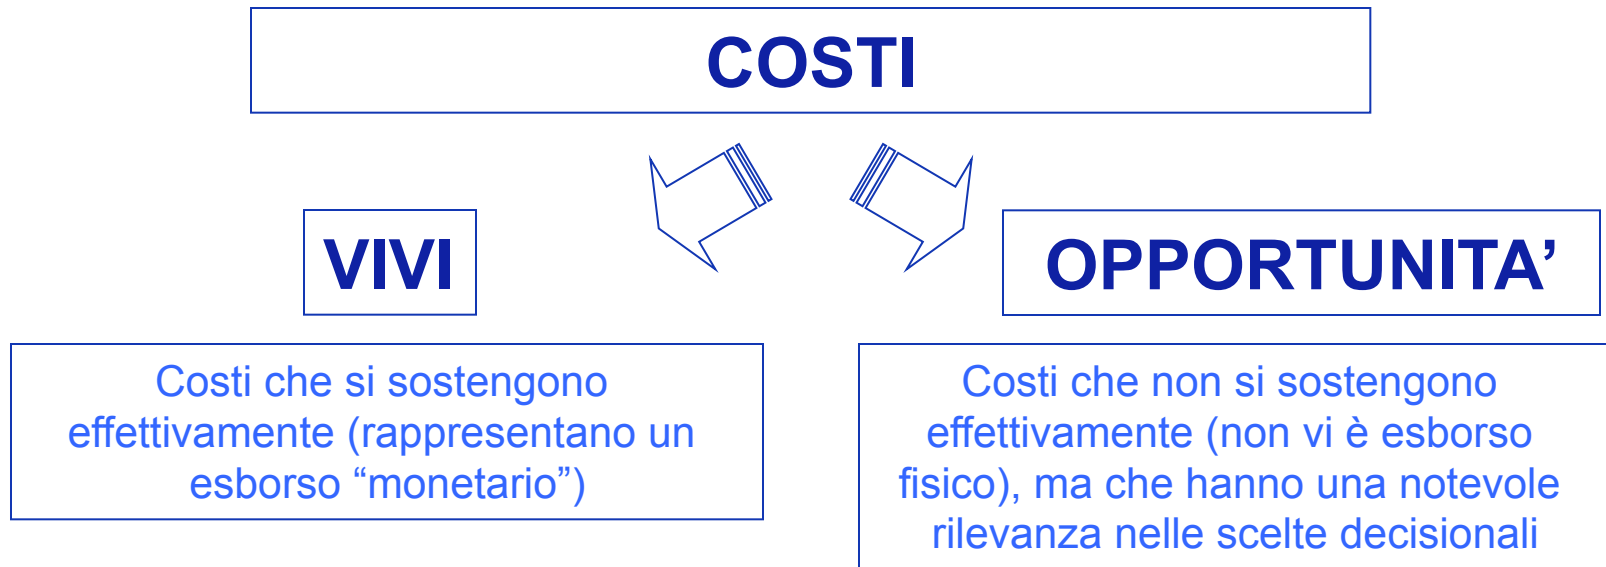 COSTI
VIVI
OPPORTUNITA’
Costi che si sostengono
effettivamente (rappresentano un
esborso “monetario”)
Costi che non si sostengono
effettivamente (non vi è esborso
fisico), ma che hanno una notevole
rilevanza nelle scelte decisionali